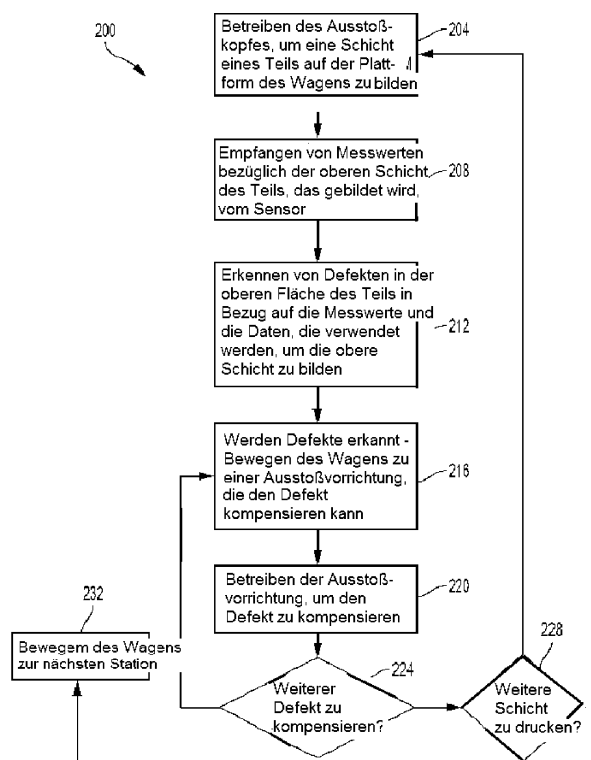 200
204
Betreiben des Ausstoß-
kopfes, um eine Schicht
eines Teils auf der Platt-
form des Wagens zu bilden
Empfangen von Messwerten
bezüglich der oberen Schicht
des Teils, das gebildet wird,
vom Sensor
208
Erkennen von Defekten in der
oberen Fläche des Teils in
Bezug auf die Messwerte und
die Daten, die verwendet
werden, um die obere
Schicht zu bilden
212
Werden Defekte erkannt -
Bewegen des Wagens zu
einer Ausstoßvorrichtung,
die den Defekt
kompensieren kann
216
Betreiben der Ausstoß-
vorrichtung, um den
Defekt zu kompensieren
220
232
Bewegem des Wagens
zur nächsten Station
224
Weiterer
Defekt zu
kompensieren?
228
Weitere
Schicht
zu drucken?